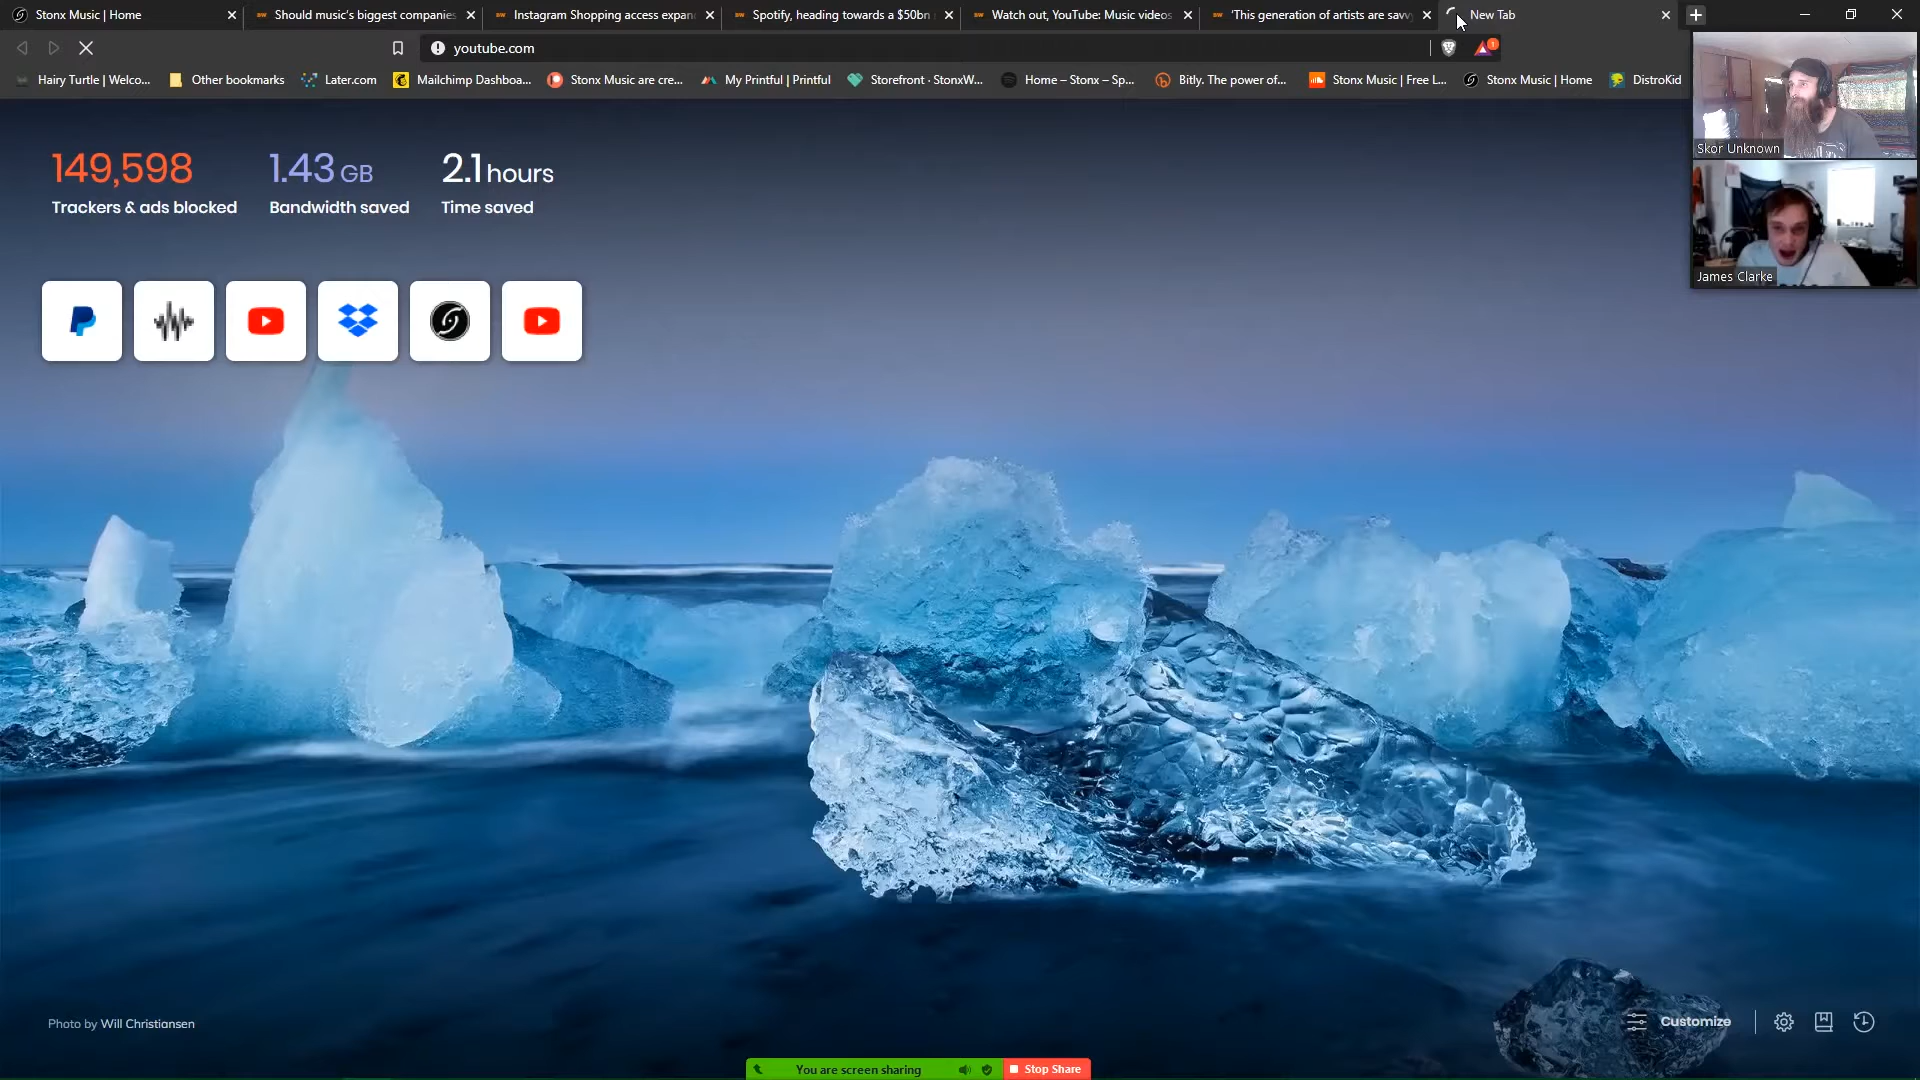 Stonx Music | Home
Should music's biggest companies
Instagram Shopping access expan
Spotify, heading towards a $50bn
Watch out, YouTube: Music videos
'This generation of artists are savv
New Tab
youtube.com
1
Hairy Turtle | Welco...
Other bookmarks
Later.com
Mailchimp Dashboa...
Stonx Music are cre...
My Printful | Printful
Storefront · StonxW...
Home – Stonx – Sp...
Bitly. The power of...
Stonx Music | Free L...
Stonx Music | Home
DistroKid
Skor Unknown
James Clarke
149,598
Trackers & ads blocked
1.43 GB
Bandwidth saved
2.1 hours
Time saved
Photo by Will Christiansen
Customize
You are screen sharing
Stop Share